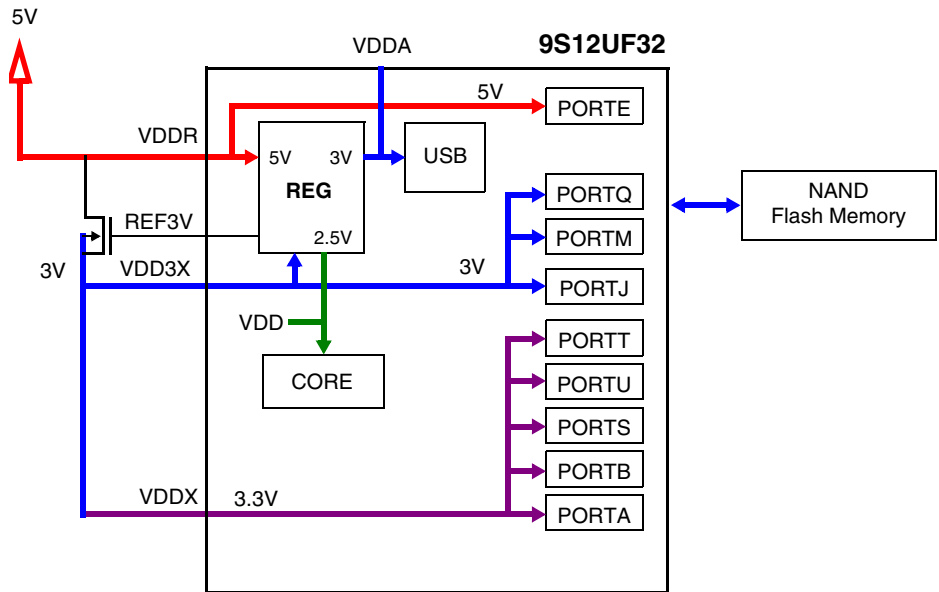 5V
VDDA
9S12UF32
5V
PORTE
VDDR
5V
3V
USB
REG
PORTQ
NAND
Flash Memory
REF3V
2.5V
PORTM
3V
VDD3X
3V
PORTJ
VDD
PORTT
CORE
PORTU
PORTS
PORTB
VDDX
3.3V
PORTA